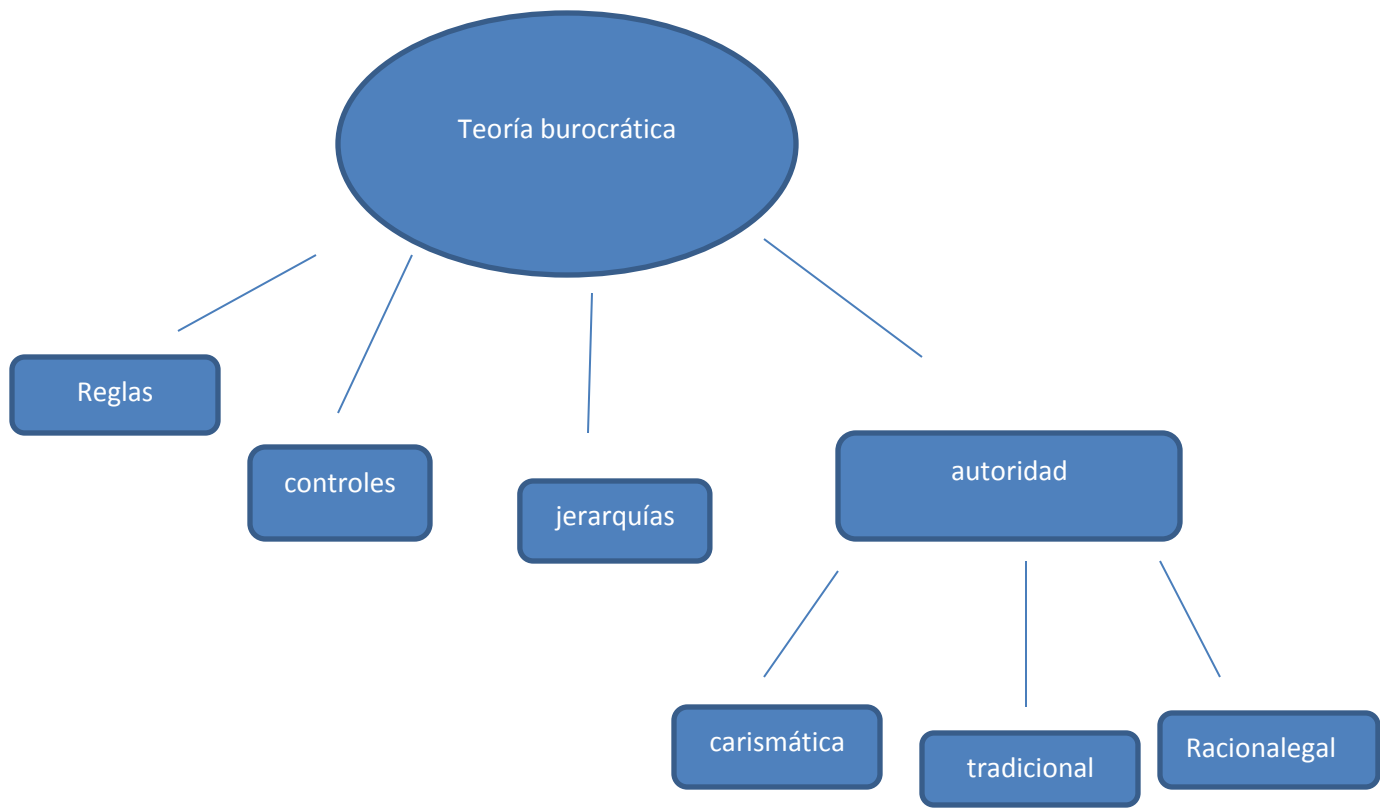 Teoría burocrática
Reglas
controles
jerarquías
autoridad
carismática
tradicional
Racionalegal